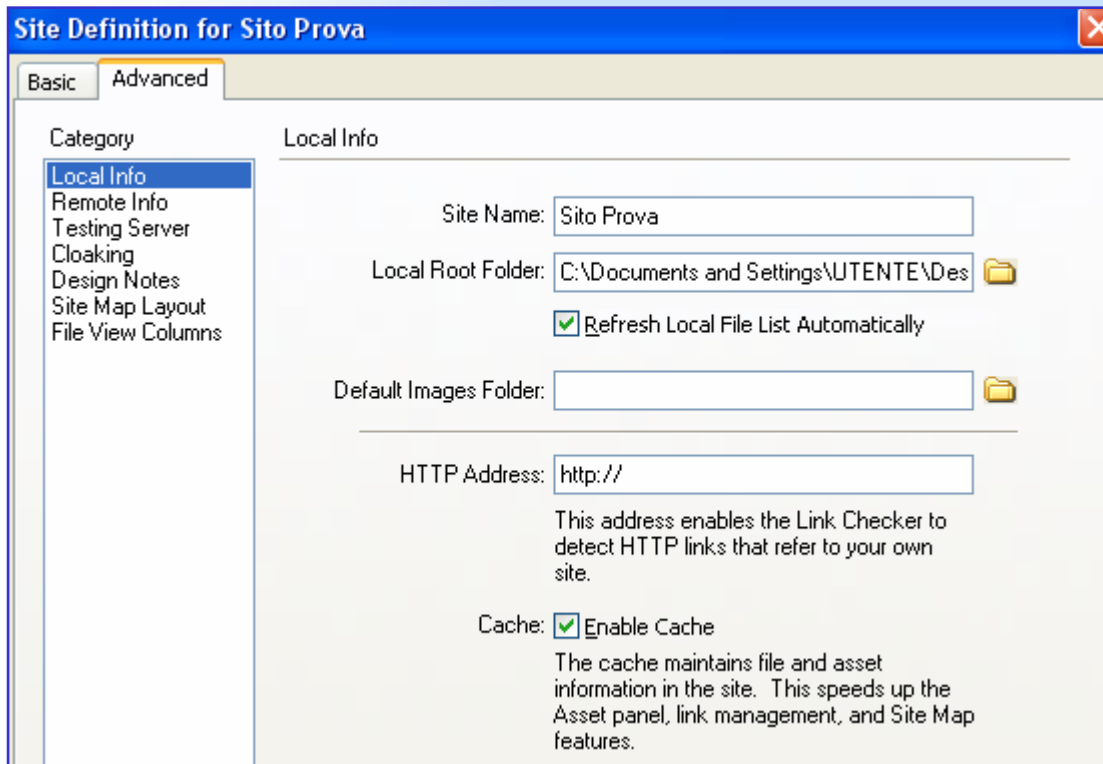 Site Definition for Sito Prova
Basic
Advanced
Category
Local Info
Remote Info
Testing Server
Cloaking
Design Notes
Site Map Layout
File View Columns
Local Info
Site Name: Sito Prova
Local Root Folder: C:\Documents and Settings\UTENTE\Des
Refresh Local File List Automatically
Default Images Folder:
HTTP Address: http://
This address enables the Link Checker to
detect HTTP links that refer to your own
site.
Cache: Enable Cache
The cache maintains file and asset
information in the site. This speeds up the
Asset panel, link management, and Site Map
features.